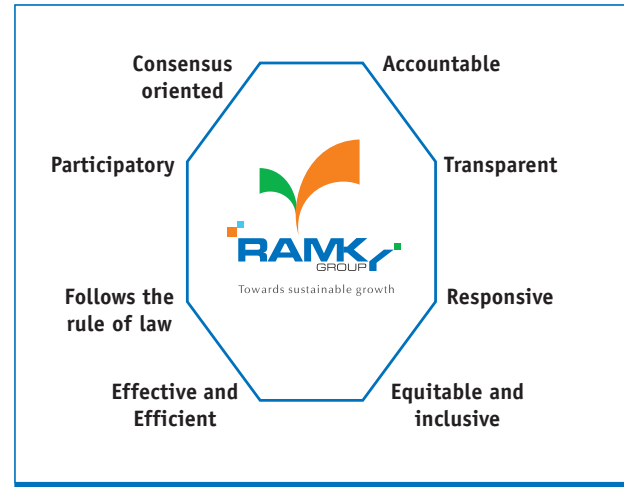 Consensus
oriented
Accountable
Participatory
Transparent
RAMKY
GROUP
Towards sustainable growth
Follows the
rule of law
Responsive
Effective and
Efficient
Equitable and
inclusive